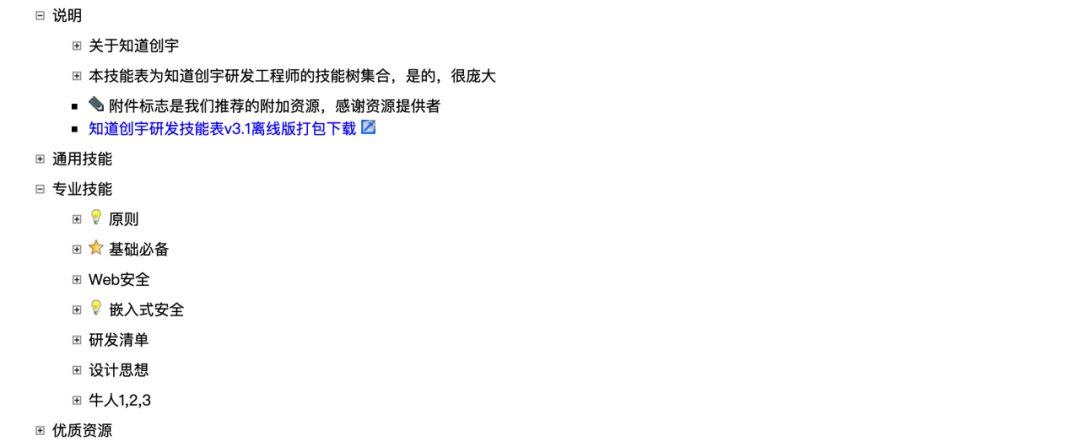 说明
关于知道创宇
本技能表为知道创宇研发工程师的技能树集合，是的，很庞大
附件标志是我们推荐的附加资源，感谢资源提供者
知道创宇研发技能表v3.1离线版打包下载
通用技能
专业技能
原则
基础必备
Web安全
嵌入式安全
研发清单
设计思想
牛人1,2,3
优质资源